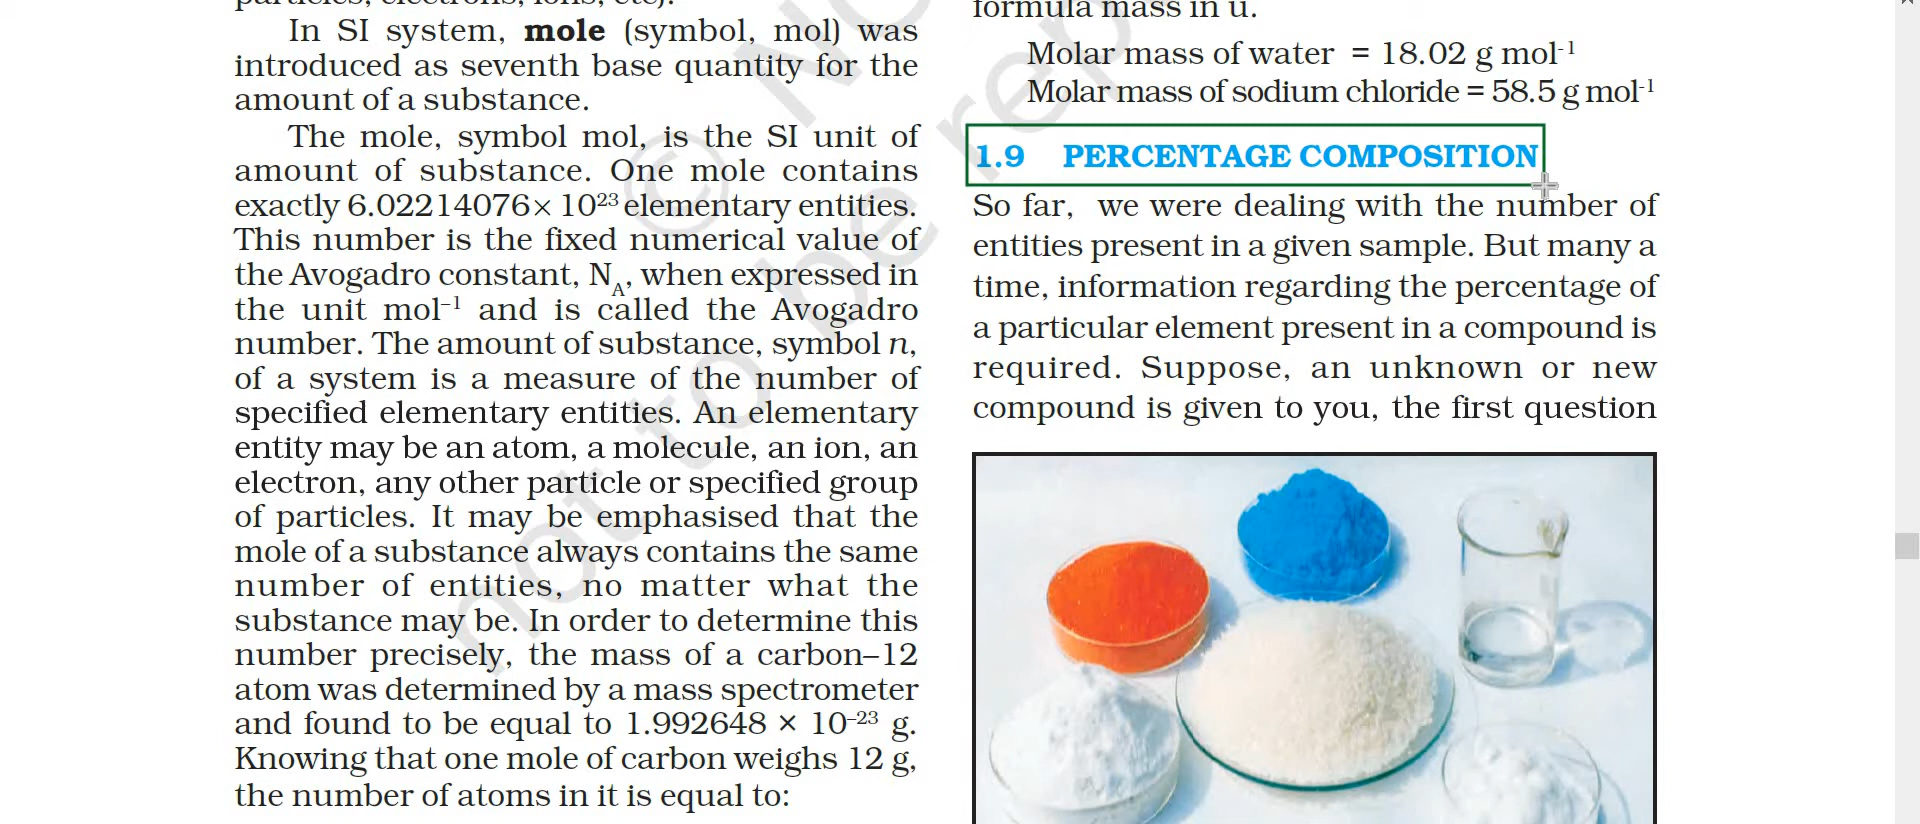 particles, electrons, ions, etc).
In SI system, mole (symbol, mol) was
introduced as seventh base quantity for the
amount of a substance.
The mole, symbol mol, is the SI unit of
amount of substance. One mole contains
exactly 6.02214076× 10²³ elementary entities.
This number is the fixed numerical value of
the Avogadro constant, N_A, when expressed in
the unit mol⁻¹ and is called the Avogadro
number. The amount of substance, symbol n,
of a system is a measure of the number of
specified elementary entities. An elementary
entity may be an atom, a molecule, an ion, an
electron, any other particle or specified group
of particles. It may be emphasised that the
mole of a substance always contains the same
number of entities, no matter what the
substance may be. In order to determine this
number precisely, the mass of a carbon–12
atom was determined by a mass spectrometer
and found to be equal to 1.992648 × 10⁻²³ g.
Knowing that one mole of carbon weighs 12 g,
the number of atoms in it is equal to:
formula mass in u.
Molar mass of water = 18.02 g mol⁻¹
Molar mass of sodium chloride = 58.5 g mol⁻¹
1.9 PERCENTAGE COMPOSITION
So far, we were dealing with the number of
entities present in a given sample. But many a
time, information regarding the percentage of
a particular element present in a compound is
required. Suppose, an unknown or new
compound is given to you, the first question
not to be rep
© NC